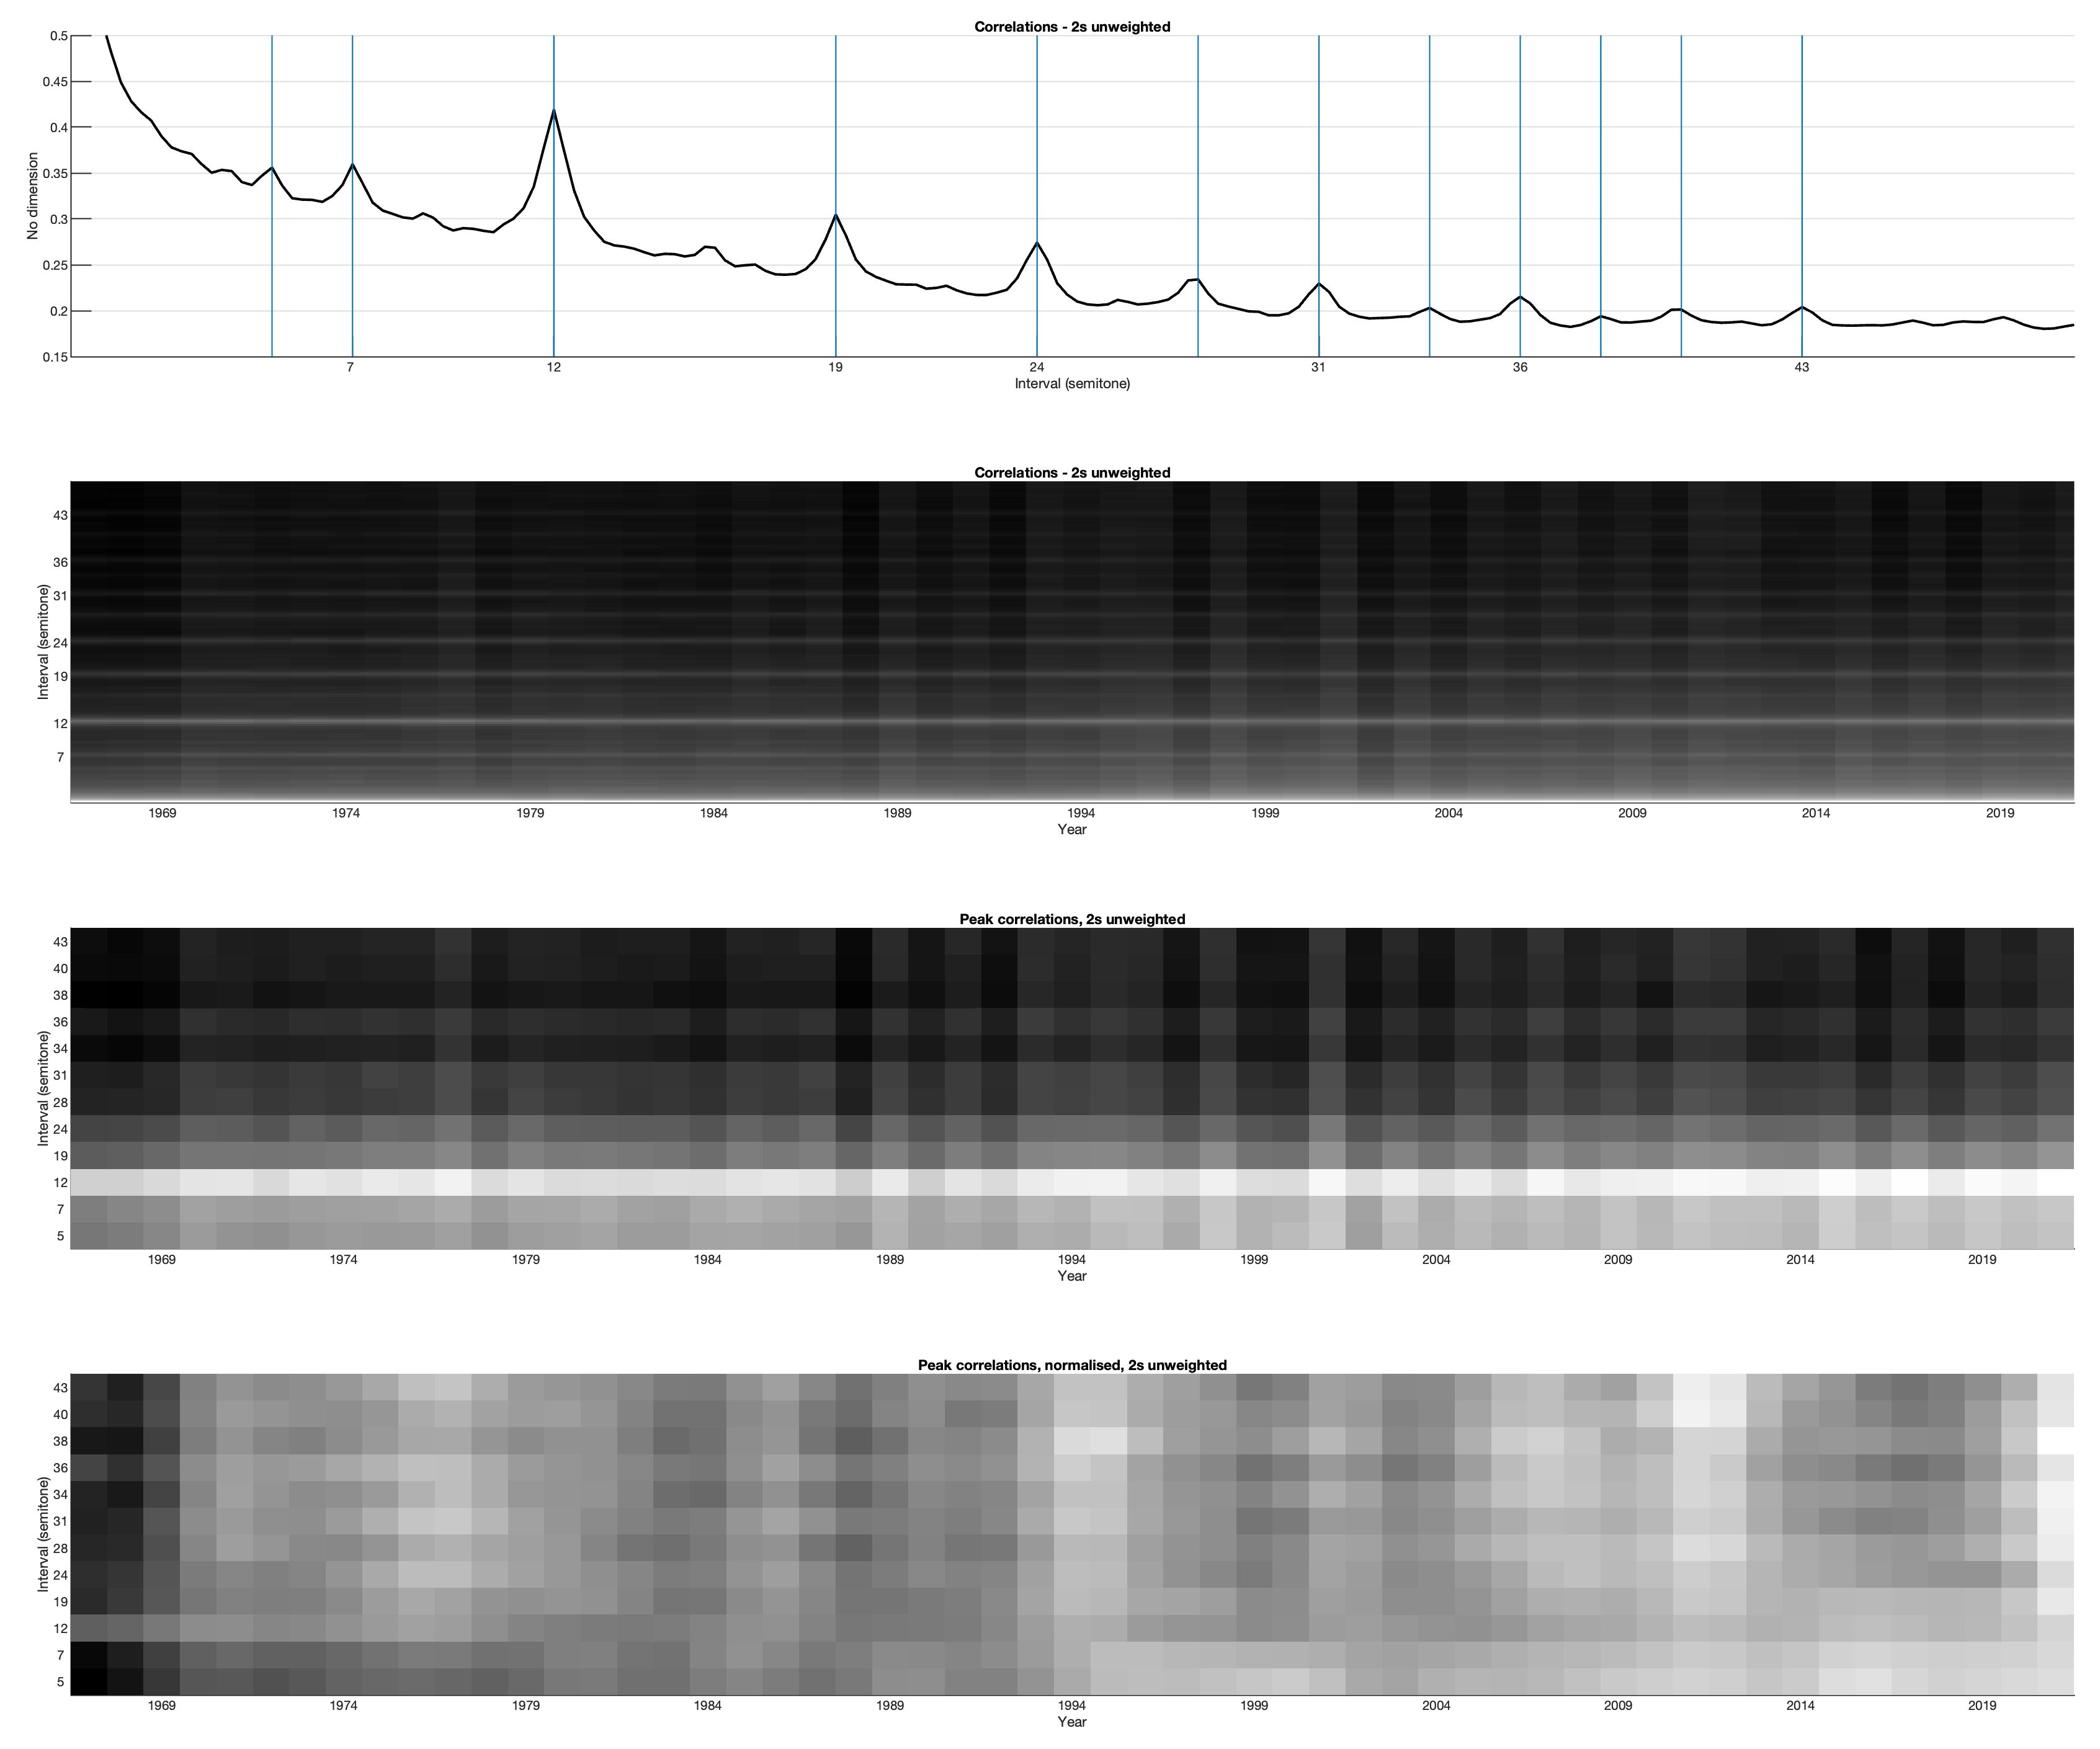 Correlations - 2s unweighted
0.5
0.45
0.4
0.35
0.3
0.25
0.2
0.15
No dimension
7 12 19 24 31 36 43
Interval (semitone)
Correlations - 2s unweighted
43
36
31
24
19
12
7
Interval (semitone)
1969 1974 1979 1984 1989 1994 1999 2004 2009 2014 2019
Year
Peak correlations, 2s unweighted
43
40
38
36
34
31
28
24
19
12
7
5
Interval (semitone)
1969 1974 1979 1984 1989 1994 1999 2004 2009 2014 2019
Year
Peak correlations, normalised, 2s unweighted
43
40
38
36
34
31
28
24
19
12
7
5
Interval (semitone)
1969 1974 1979 1984 1989 1994 1999 2004 2009 2014 2019
Year